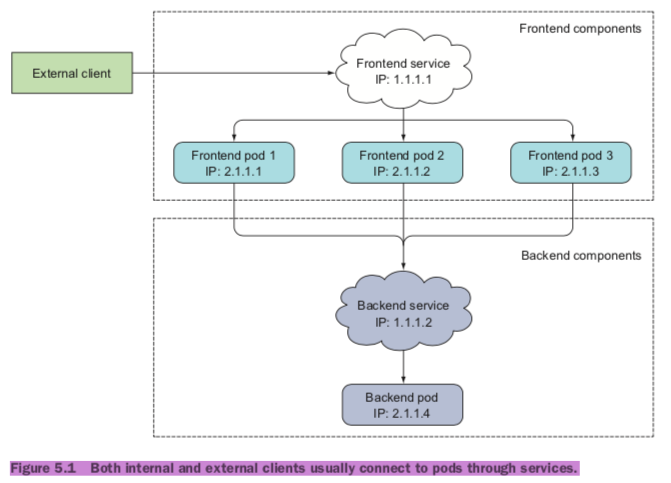 Frontend components
External client
Frontend service
IP: 1.1.1.1
Frontend pod 1
IP: 2.1.1.1
Frontend pod 2
IP: 2.1.1.2
Frontend pod 3
IP: 2.1.1.3
Backend components
Backend service
IP: 1.1.1.2
Backend pod
IP: 2.1.1.4
Figure 5.1 Both internal and external clients usually connect to pods through services.